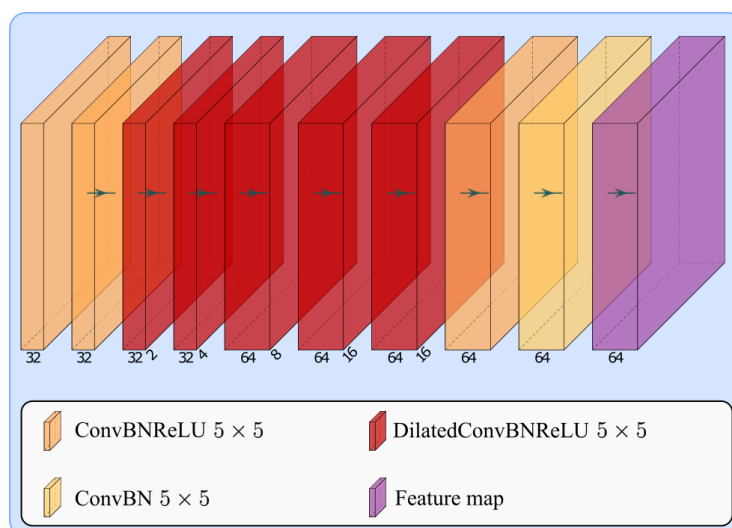 32 32 32 2 32 4 64 8 64 16 64 16 64 64 64
ConvBNReLU 5 × 5
DilatedConvBNReLU 5 × 5
ConvBN 5 × 5
Feature map